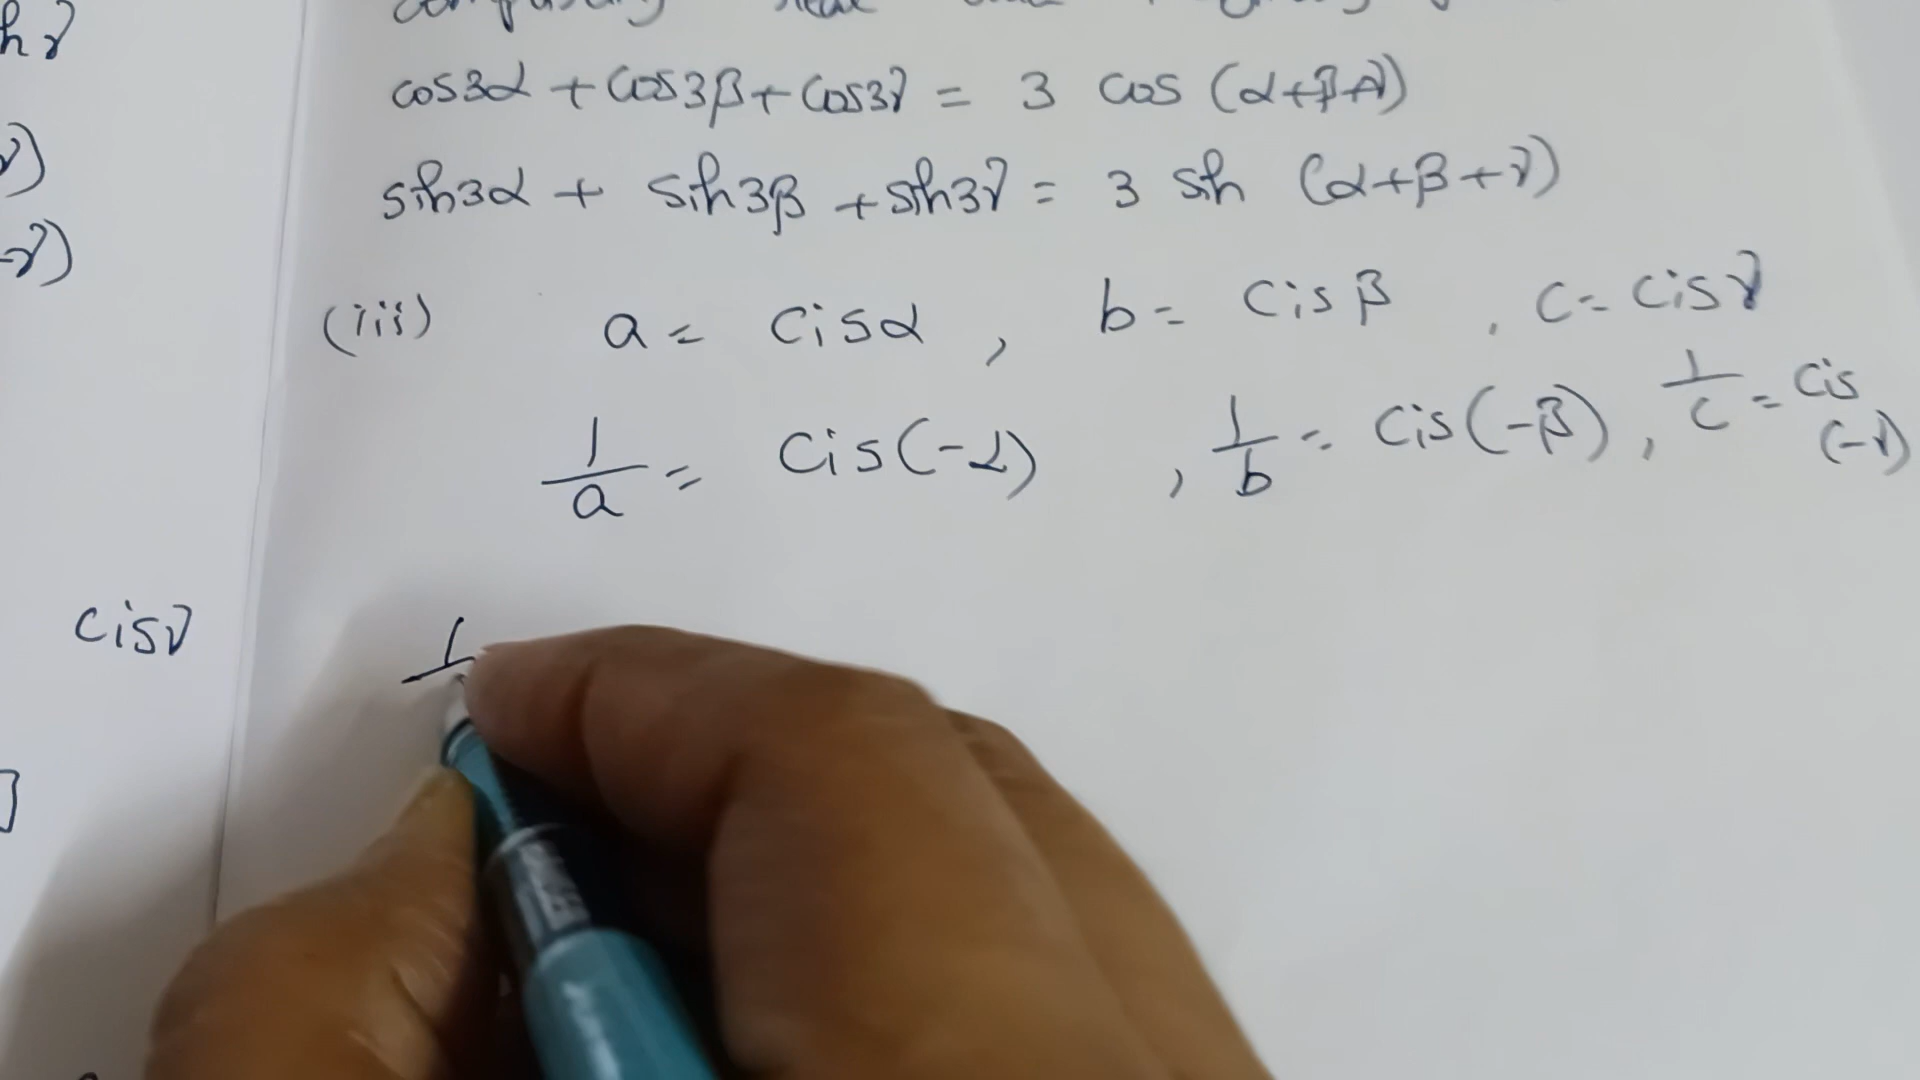 cos3α + cos3β + cos3γ = 3 cos (α+β+γ)
sin3α + sin3β + sin3γ = 3 sin (α+β+γ)
(iii) a = cisα , b = cisβ , c = cisγ
1/a = cis(-α) , 1/b = cis(-β) , 1/c = cis (-γ)
cisγ
1